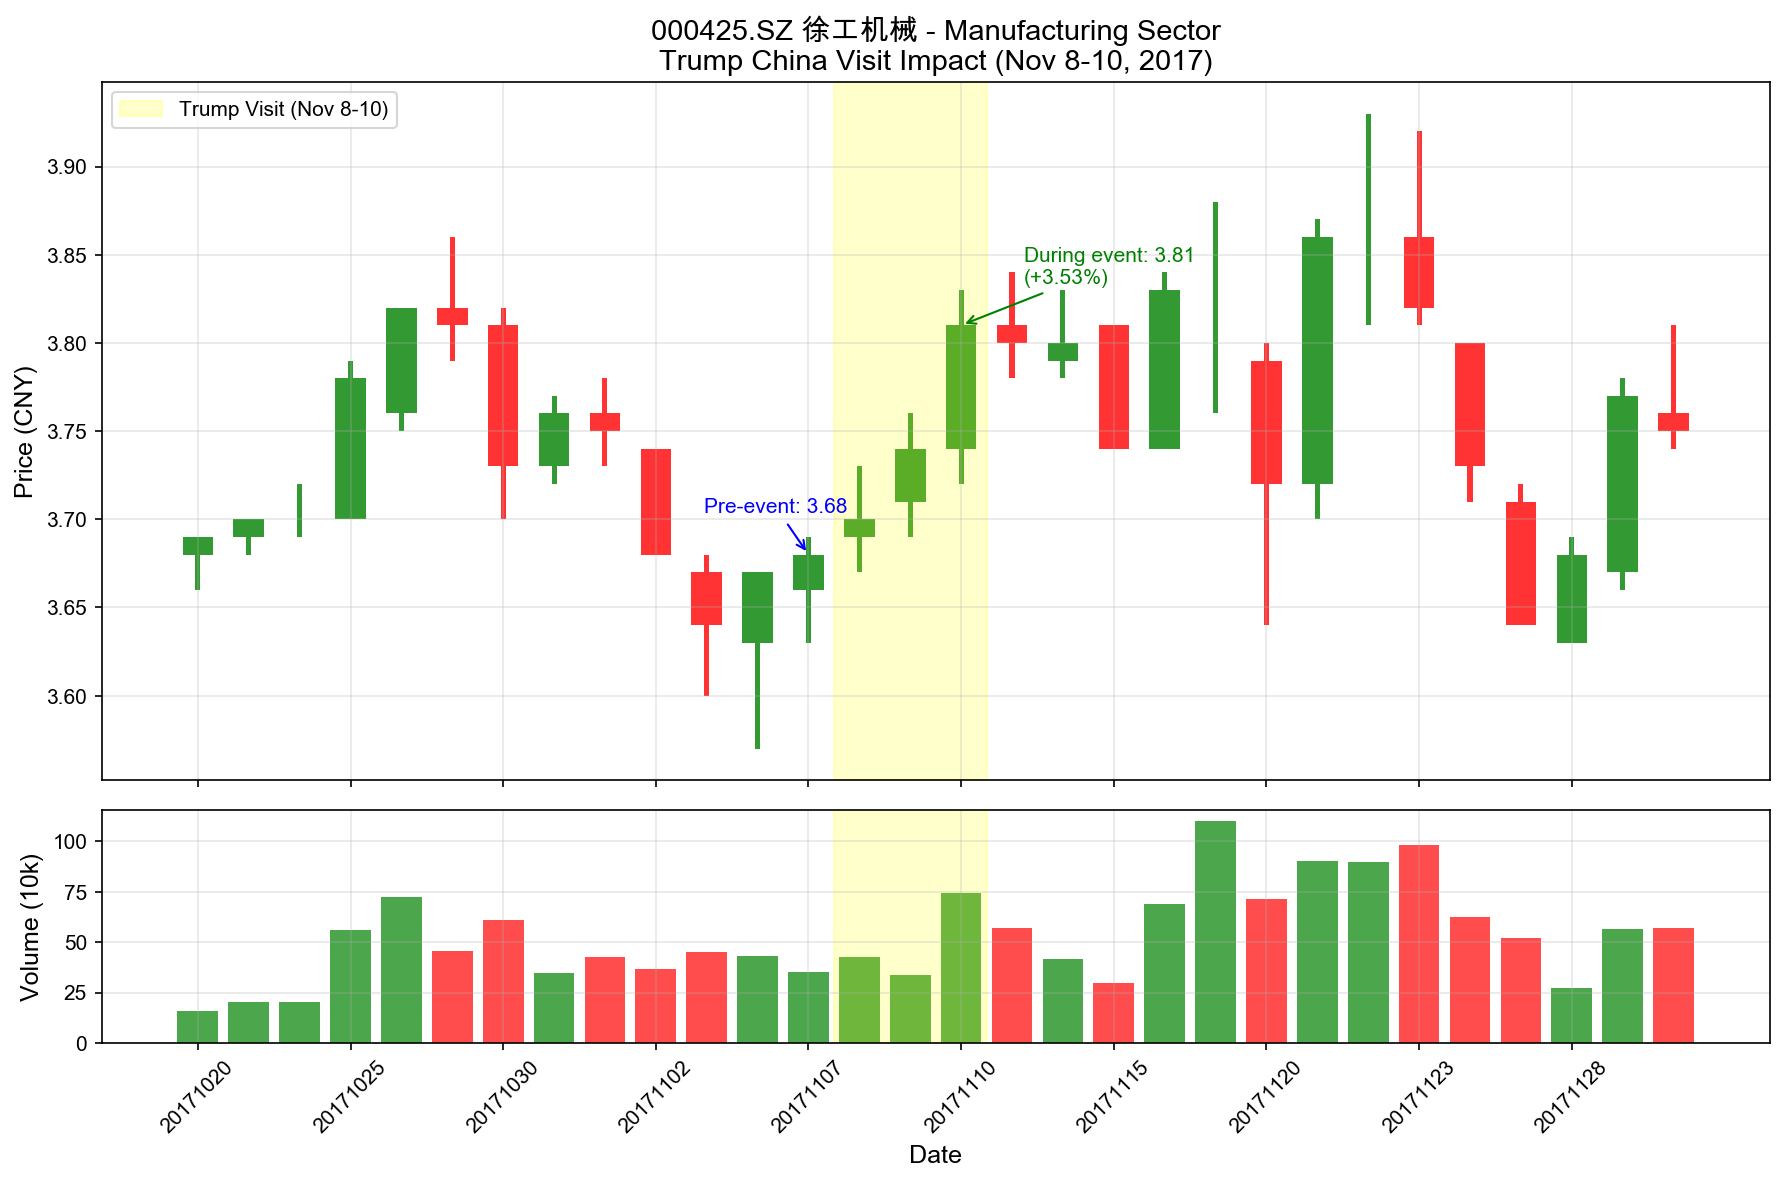 000425.SZ 徐工机械 - Manufacturing Sector
Trump China Visit Impact (Nov 8-10, 2017)
Trump Visit (Nov 8-10)
Price (CNY)
3.90
3.85
3.80
3.75
3.70
3.65
3.60
During event: 3.81
(+3.53%)
Pre-event: 3.68
Volume (10k)
100
75
50
25
0
20171020
20171025
20171030
20171102
20171107
20171110
20171115
20171120
20171123
20171128
Date